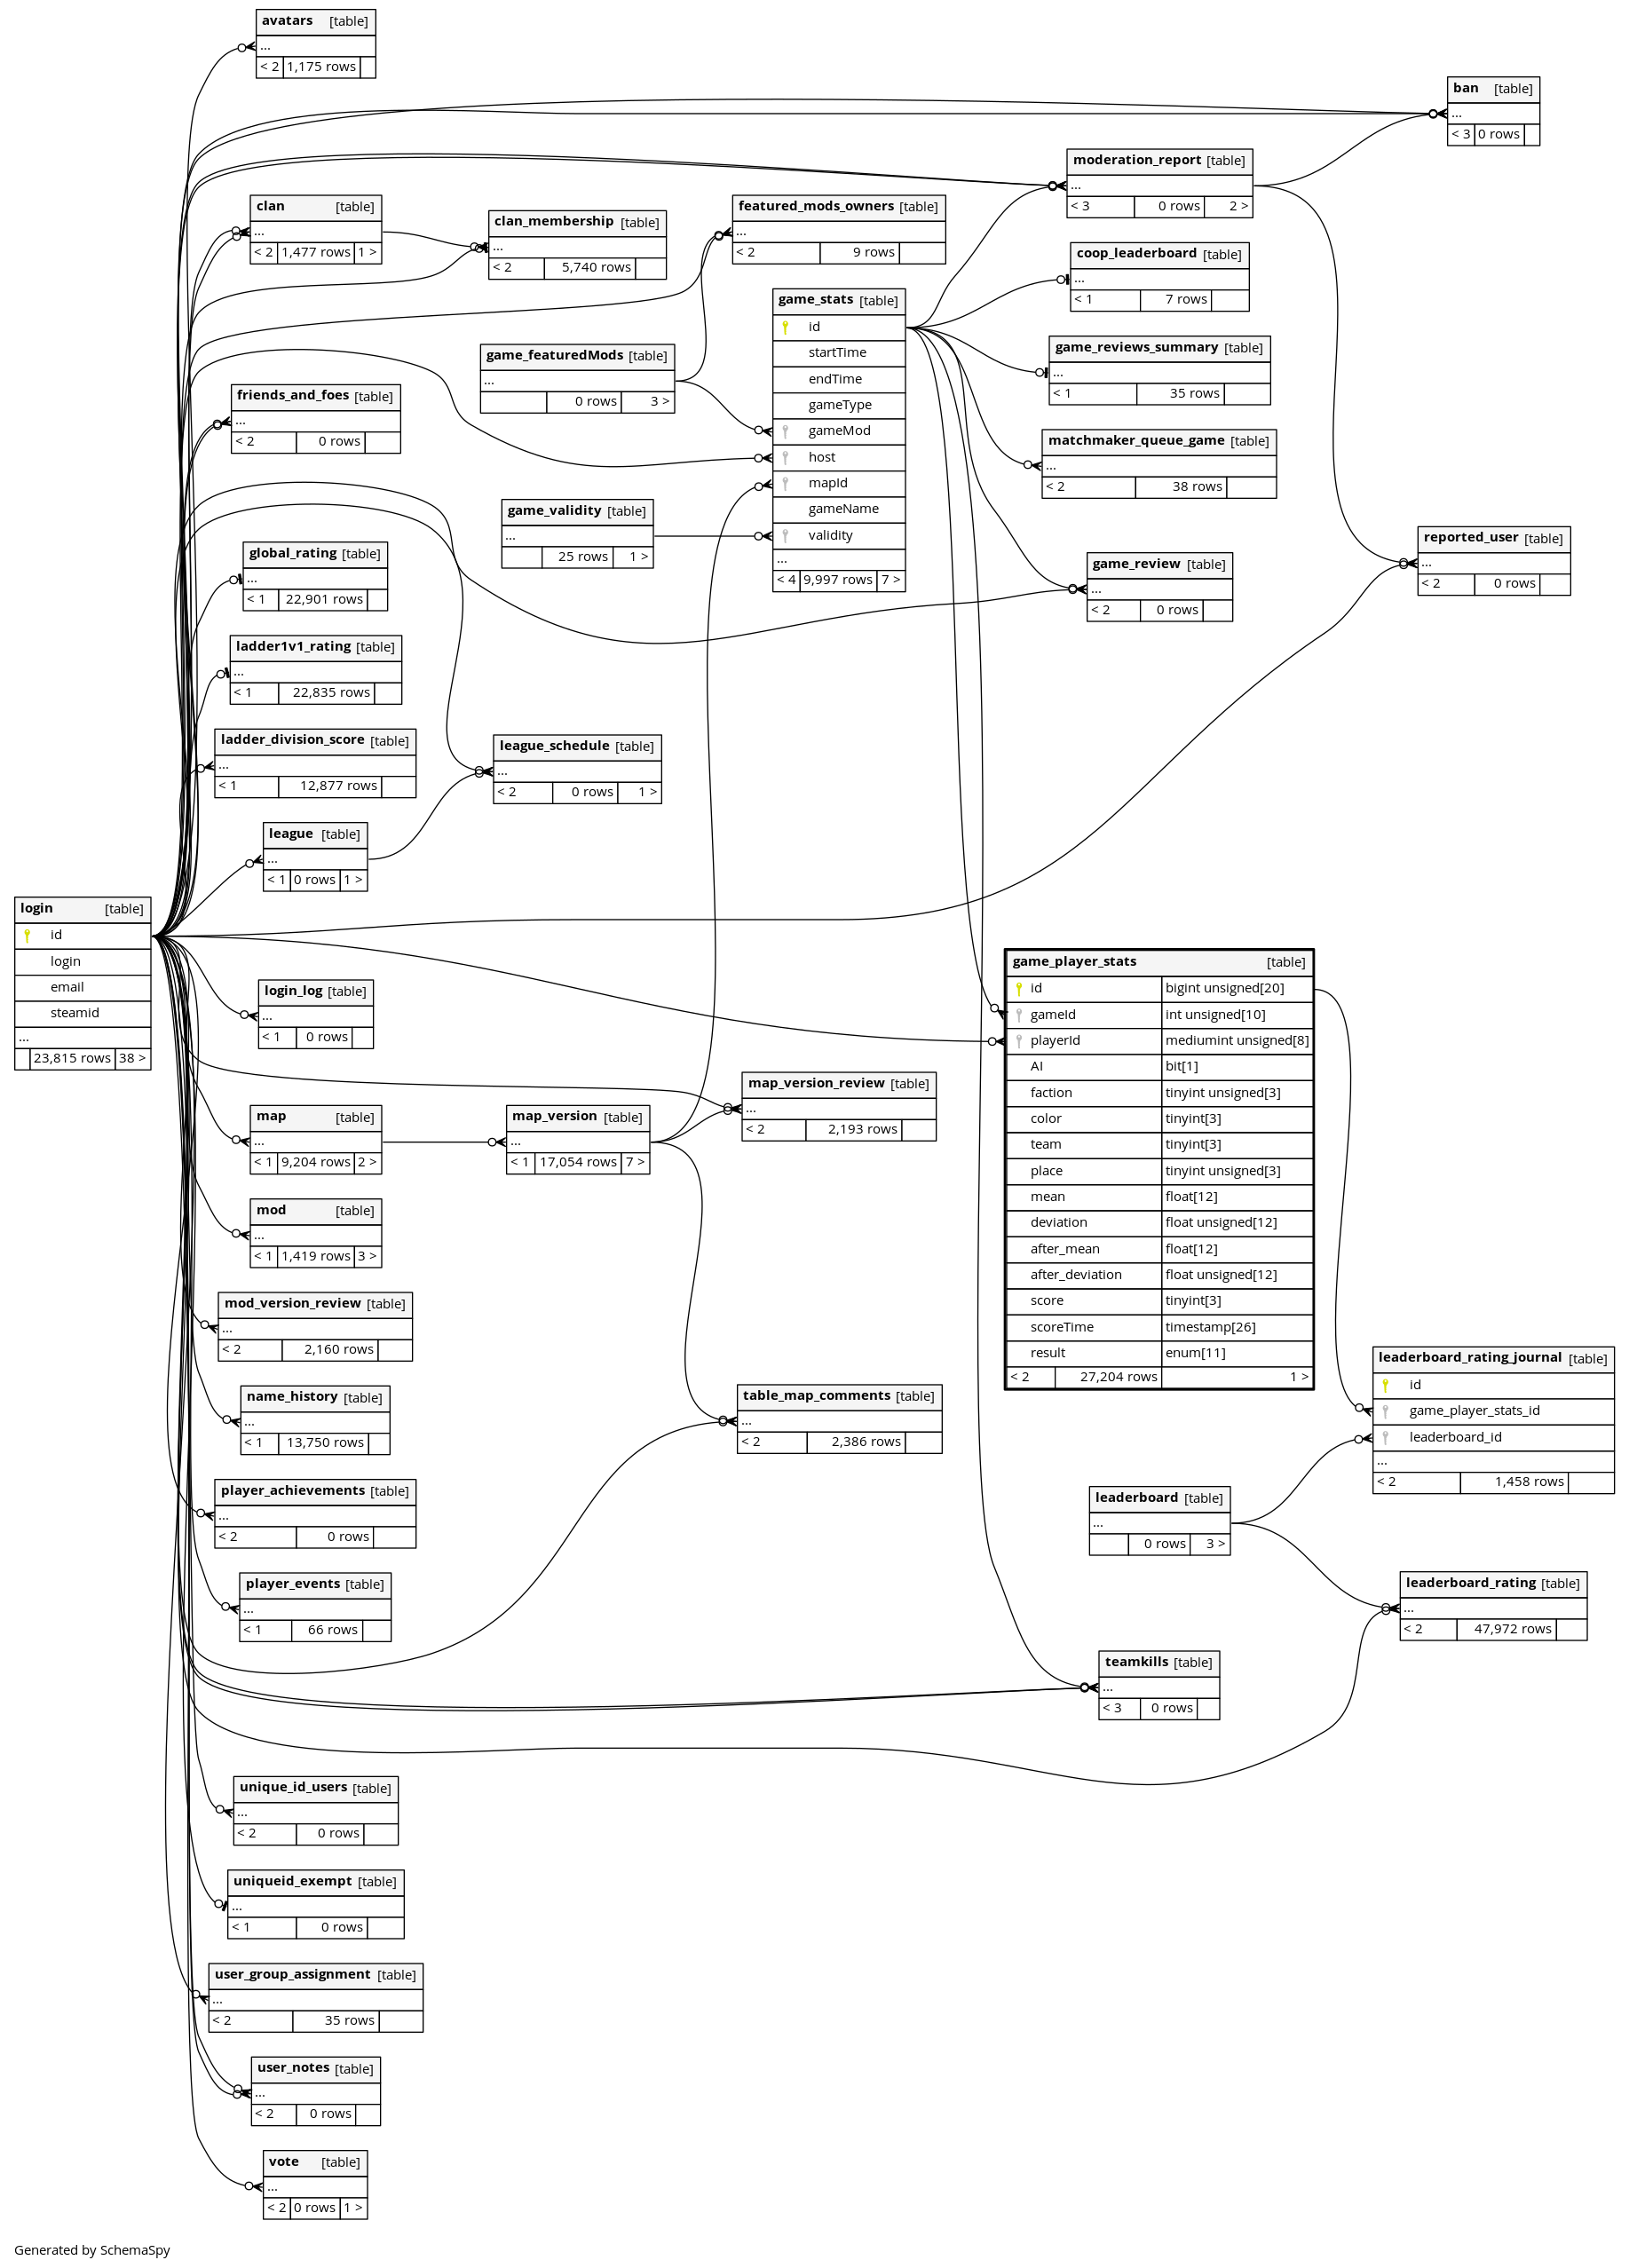 avatars [table]
...
< 2 1,175 rows
ban [table]
...
< 3 0 rows
moderation_report [table]
...
< 3 0 rows 2 >
clan [table]
...
< 2 1,477 rows 1 >
clan_membership [table]
...
< 2 5,740 rows
featured_mods_owners [table]
...
< 2 9 rows
coop_leaderboard [table]
...
< 1 7 rows
game_stats [table]
id
startTime
endTime
gameType
gameMod
host
mapId
gameName
validity
...
< 4 9,997 rows 7 >
game_reviews_summary [table]
...
< 1 35 rows
game_featuredMods [table]
...
0 rows 3 >
friends_and_foes [table]
...
< 2 0 rows
matchmaker_queue_game [table]
...
< 2 38 rows
game_validity [table]
...
25 rows 1 >
reported_user [table]
...
< 2 0 rows
global_rating [table]
...
< 1 22,901 rows
game_review [table]
...
< 2 0 rows
ladder1v1_rating [table]
...
< 1 22,835 rows
ladder_division_score [table]
...
< 1 12,877 rows
league_schedule [table]
...
< 2 0 rows 1 >
league [table]
...
< 1 0 rows 1 >
login [table]
id
login
email
steamid
...
23,815 rows 38 >
game_player_stats [table]
id bigint unsigned[20]
gameId int unsigned[10]
playerId mediumint unsigned[8]
AI bit[1]
faction tinyint unsigned[3]
color tinyint[3]
team tinyint[3]
place tinyint unsigned[3]
mean float[12]
deviation float unsigned[12]
after_mean float[12]
after_deviation float unsigned[12]
score tinyint[3]
scoreTime timestamp[26]
result enum[11]
< 2 27,204 rows 1 >
login_log [table]
...
< 1 0 rows
map_version_review [table]
...
< 2 2,193 rows
map [table]
...
< 1 9,204 rows 2 >
map_version [table]
...
< 1 17,054 rows 7 >
mod [table]
...
< 1 1,419 rows 3 >
mod_version_review [table]
...
< 2 2,160 rows
leaderboard_rating_journal [table]
id
game_player_stats_id
leaderboard_id
...
< 2 1,458 rows
name_history [table]
...
< 1 13,750 rows
table_map_comments [table]
...
< 2 2,386 rows
player_achievements [table]
...
< 2 0 rows
leaderboard [table]
...
0 rows 3 >
player_events [table]
...
< 1 66 rows
leaderboard_rating [table]
...
< 2 47,972 rows
teamkills [table]
...
< 3 0 rows
unique_id_users [table]
...
< 2 0 rows
uniqueid_exempt [table]
...
< 1 0 rows
user_group_assignment [table]
...
< 2 35 rows
user_notes [table]
...
< 2 0 rows
vote [table]
...
< 2 0 rows 1 >
Generated by SchemaSpy